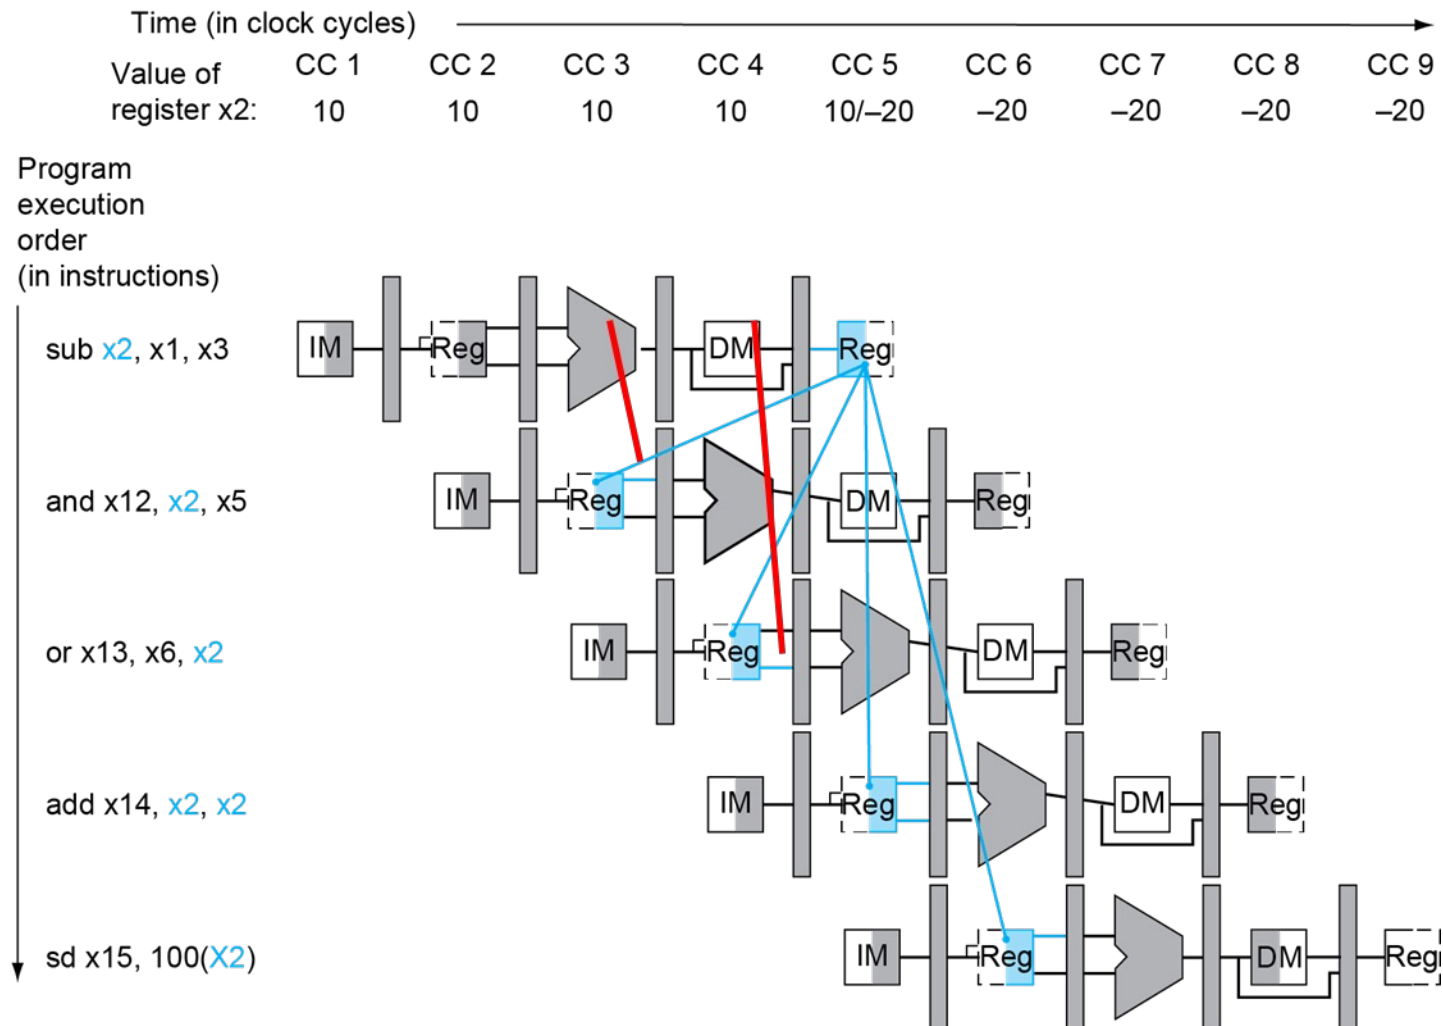 Time (in clock cycles)
Value of register x2:
CC 1 CC 2 CC 3 CC 4 CC 5 CC 6 CC 7 CC 8 CC 9
10 10 10 10 10/–20 –20 –20 –20 –20
Program
execution
order
(in instructions)
sub x2, x1, x3
IM Reg DM Reg
and x12, x2, x5
IM Reg DM Reg
or x13, x6, x2
IM Reg DM Reg
add x14, x2, x2
IM Reg DM Reg
sd x15, 100(X2)
IM Reg DM Reg